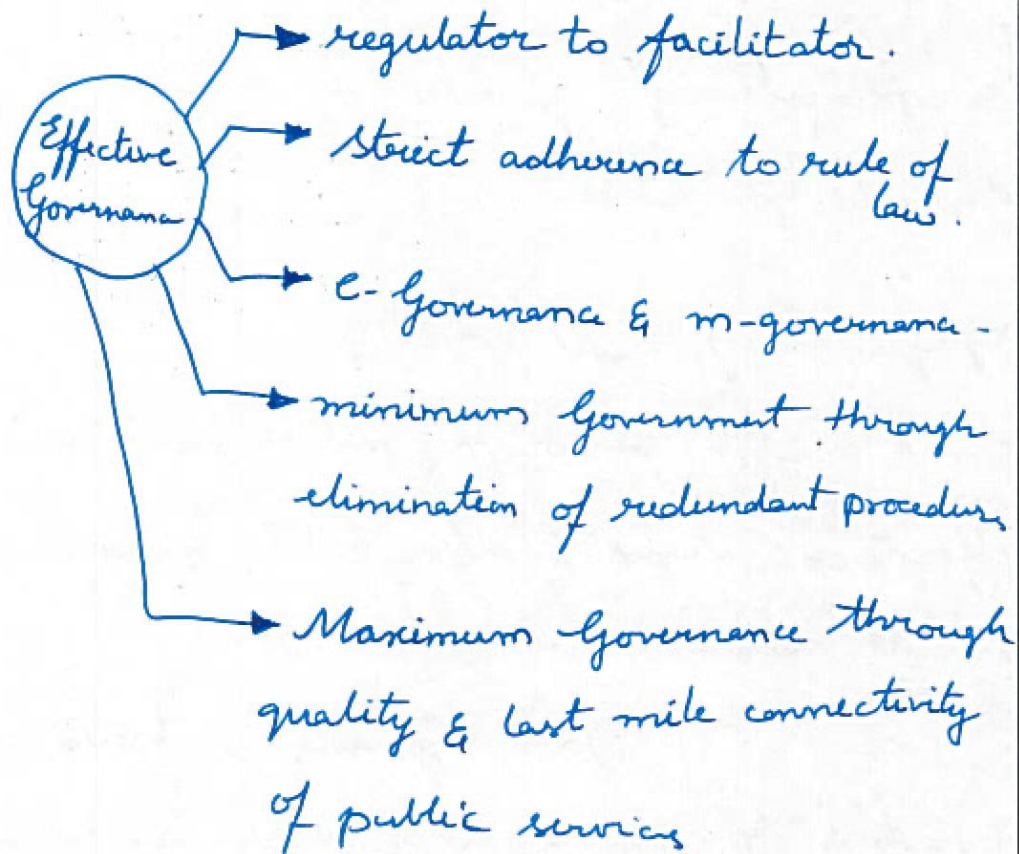 regulator to facilitator.
Effective
Governance
strict adherence to rule of
law.
e-Governance & m-governance -
minimum Government through
elimination of redundant procedures
Maximum Governance through
quality & last mile connectivity
of public services